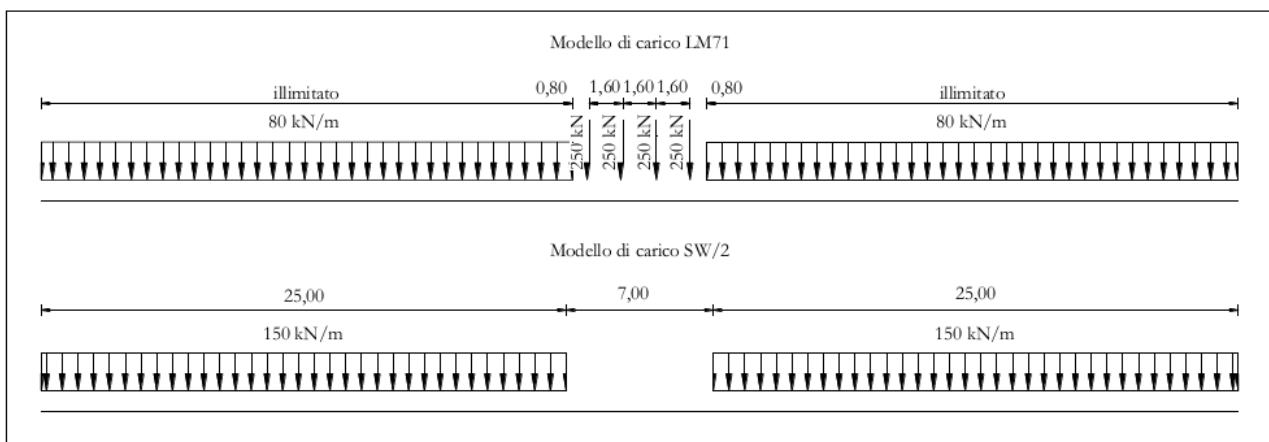 Modello di carico LM71
0,80 1,60 1,60 1,60 0,80
illimitato illimitato
80 kN/m 80 kN/m
250 kN 250 kN 250 kN 250 kN
Modello di carico SW/2
25,00 7,00 25,00
150 kN/m 150 kN/m